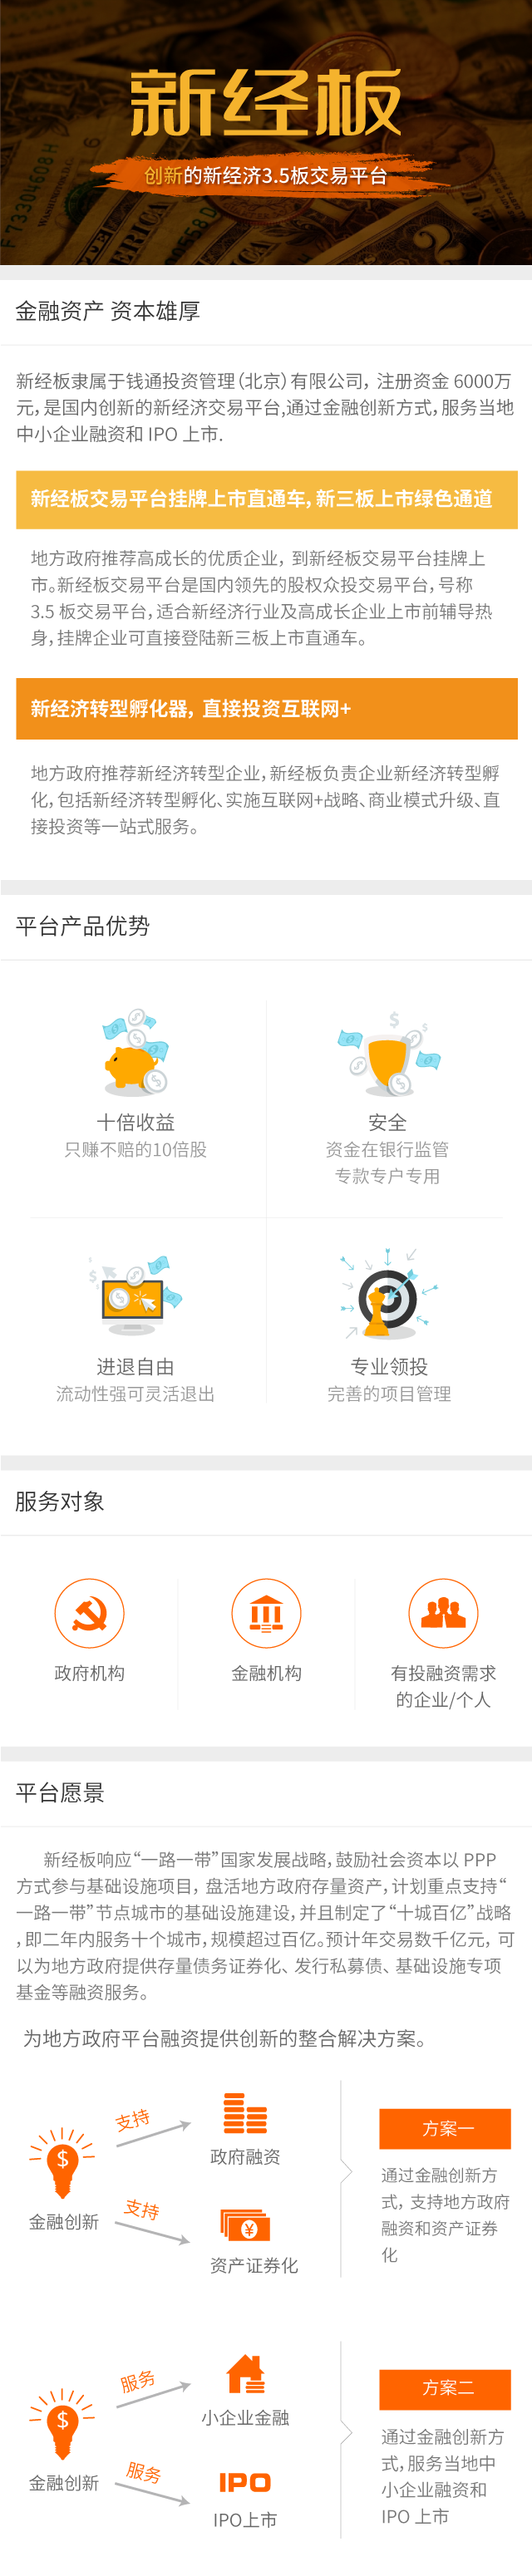 新经板
创新的新经济3.5板交易平台
F73304608H
金融资产 资本雄厚
新经板隶属于钱通投资管理(北京)有限公司, 注册资金 6000万
元, 是国内创新的新经济交易平台,通过金融创新方式, 服务当地
中小企业融资和 IPO 上市.
新经板交易平台挂牌上市直通车, 新三板上市绿色通道
地方政府推荐高成长的优质企业, 到新经板交易平台挂牌上
市。新经板交易平台是国内领先的股权众投交易平台, 号称
3.5 板交易平台, 适合新经济行业及高成长企业上市前辅导热
身, 挂牌企业可直接登陆新三板上市直通车。
新经济转型孵化器, 直接投资互联网+
地方政府推荐新经济转型企业, 新经板负责企业新经济转型孵
化, 包括新经济转型孵化、实施互联网+战略、商业模式升级、直
接投资等一站式服务。
平台产品优势
十倍收益
只赚不赔的10倍股
安全
资金在银行监管
专款专户专用
进退自由
流动性强可灵活退出
专业领投
完善的项目管理
服务对象
政府机构
金融机构
有投融资需求
的企业/个人
平台愿景
新经板响应“一路一带”国家发展战略, 鼓励社会资本以 PPP
方式参与基础设施项目, 盘活地方政府存量资产, 计划重点支持“
一路一带”节点城市的基础设施建设, 并且制定了“十城百亿”战略
, 即二年内服务十个城市, 规模超过百亿。预计年交易数千亿元, 可
以为地方政府提供存量债务证券化、发行私募债、基础设施专项
基金等融资服务。
为地方政府平台融资提供创新的整合解决方案。
金融创新
支持
政府融资
支持
资产证券化
方案一
通过金融创新方
式, 支持地方政府
融资和资产证券
化
金融创新
服务
小企业金融
服务
IPO
IPO上市
方案二
通过金融创新方
式, 服务当地中
小企业融资和
IPO 上市